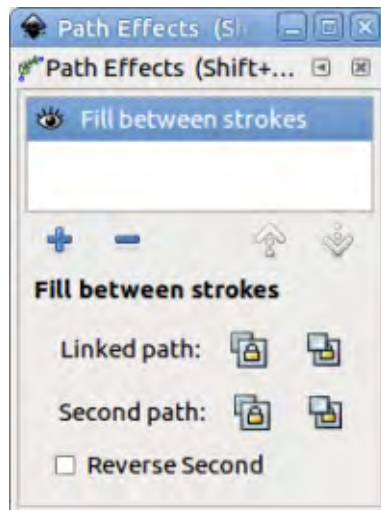 Path Effects (Sh
Path Effects (Shift+...
Fill between strokes
Fill between strokes
Linked path:
Second path:
Reverse Second